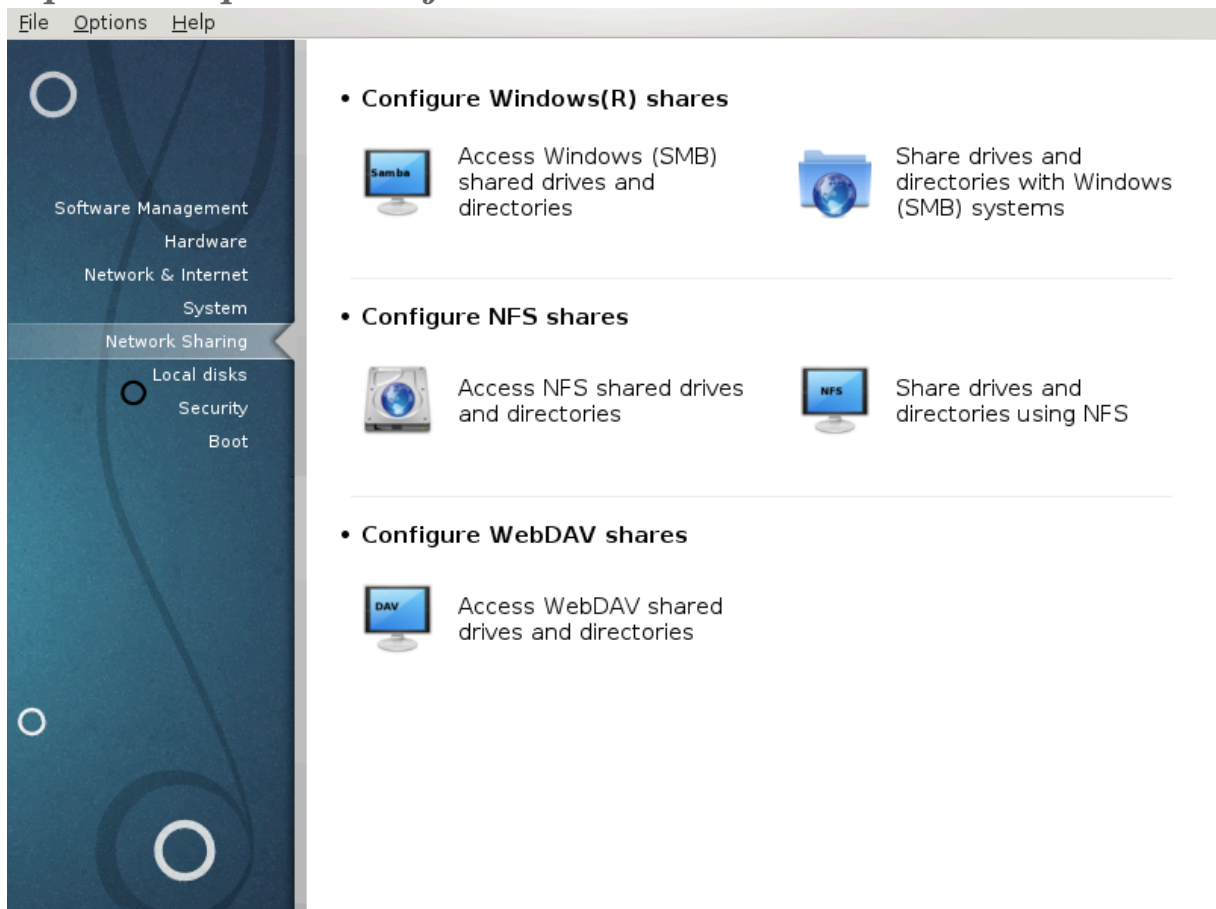 File Options Help
Software Management
Hardware
Network & Internet
System
Network Sharing
Local disks
Security
Boot
• Configure Windows(R) shares
Samba
Access Windows (SMB)
shared drives and
directories
Share drives and
directories with Windows
(SMB) systems
• Configure NFS shares
Access NFS shared drives
and directories
NFS
Share drives and
directories using NFS
• Configure WebDAV shares
DAV
Access WebDAV shared
drives and directories